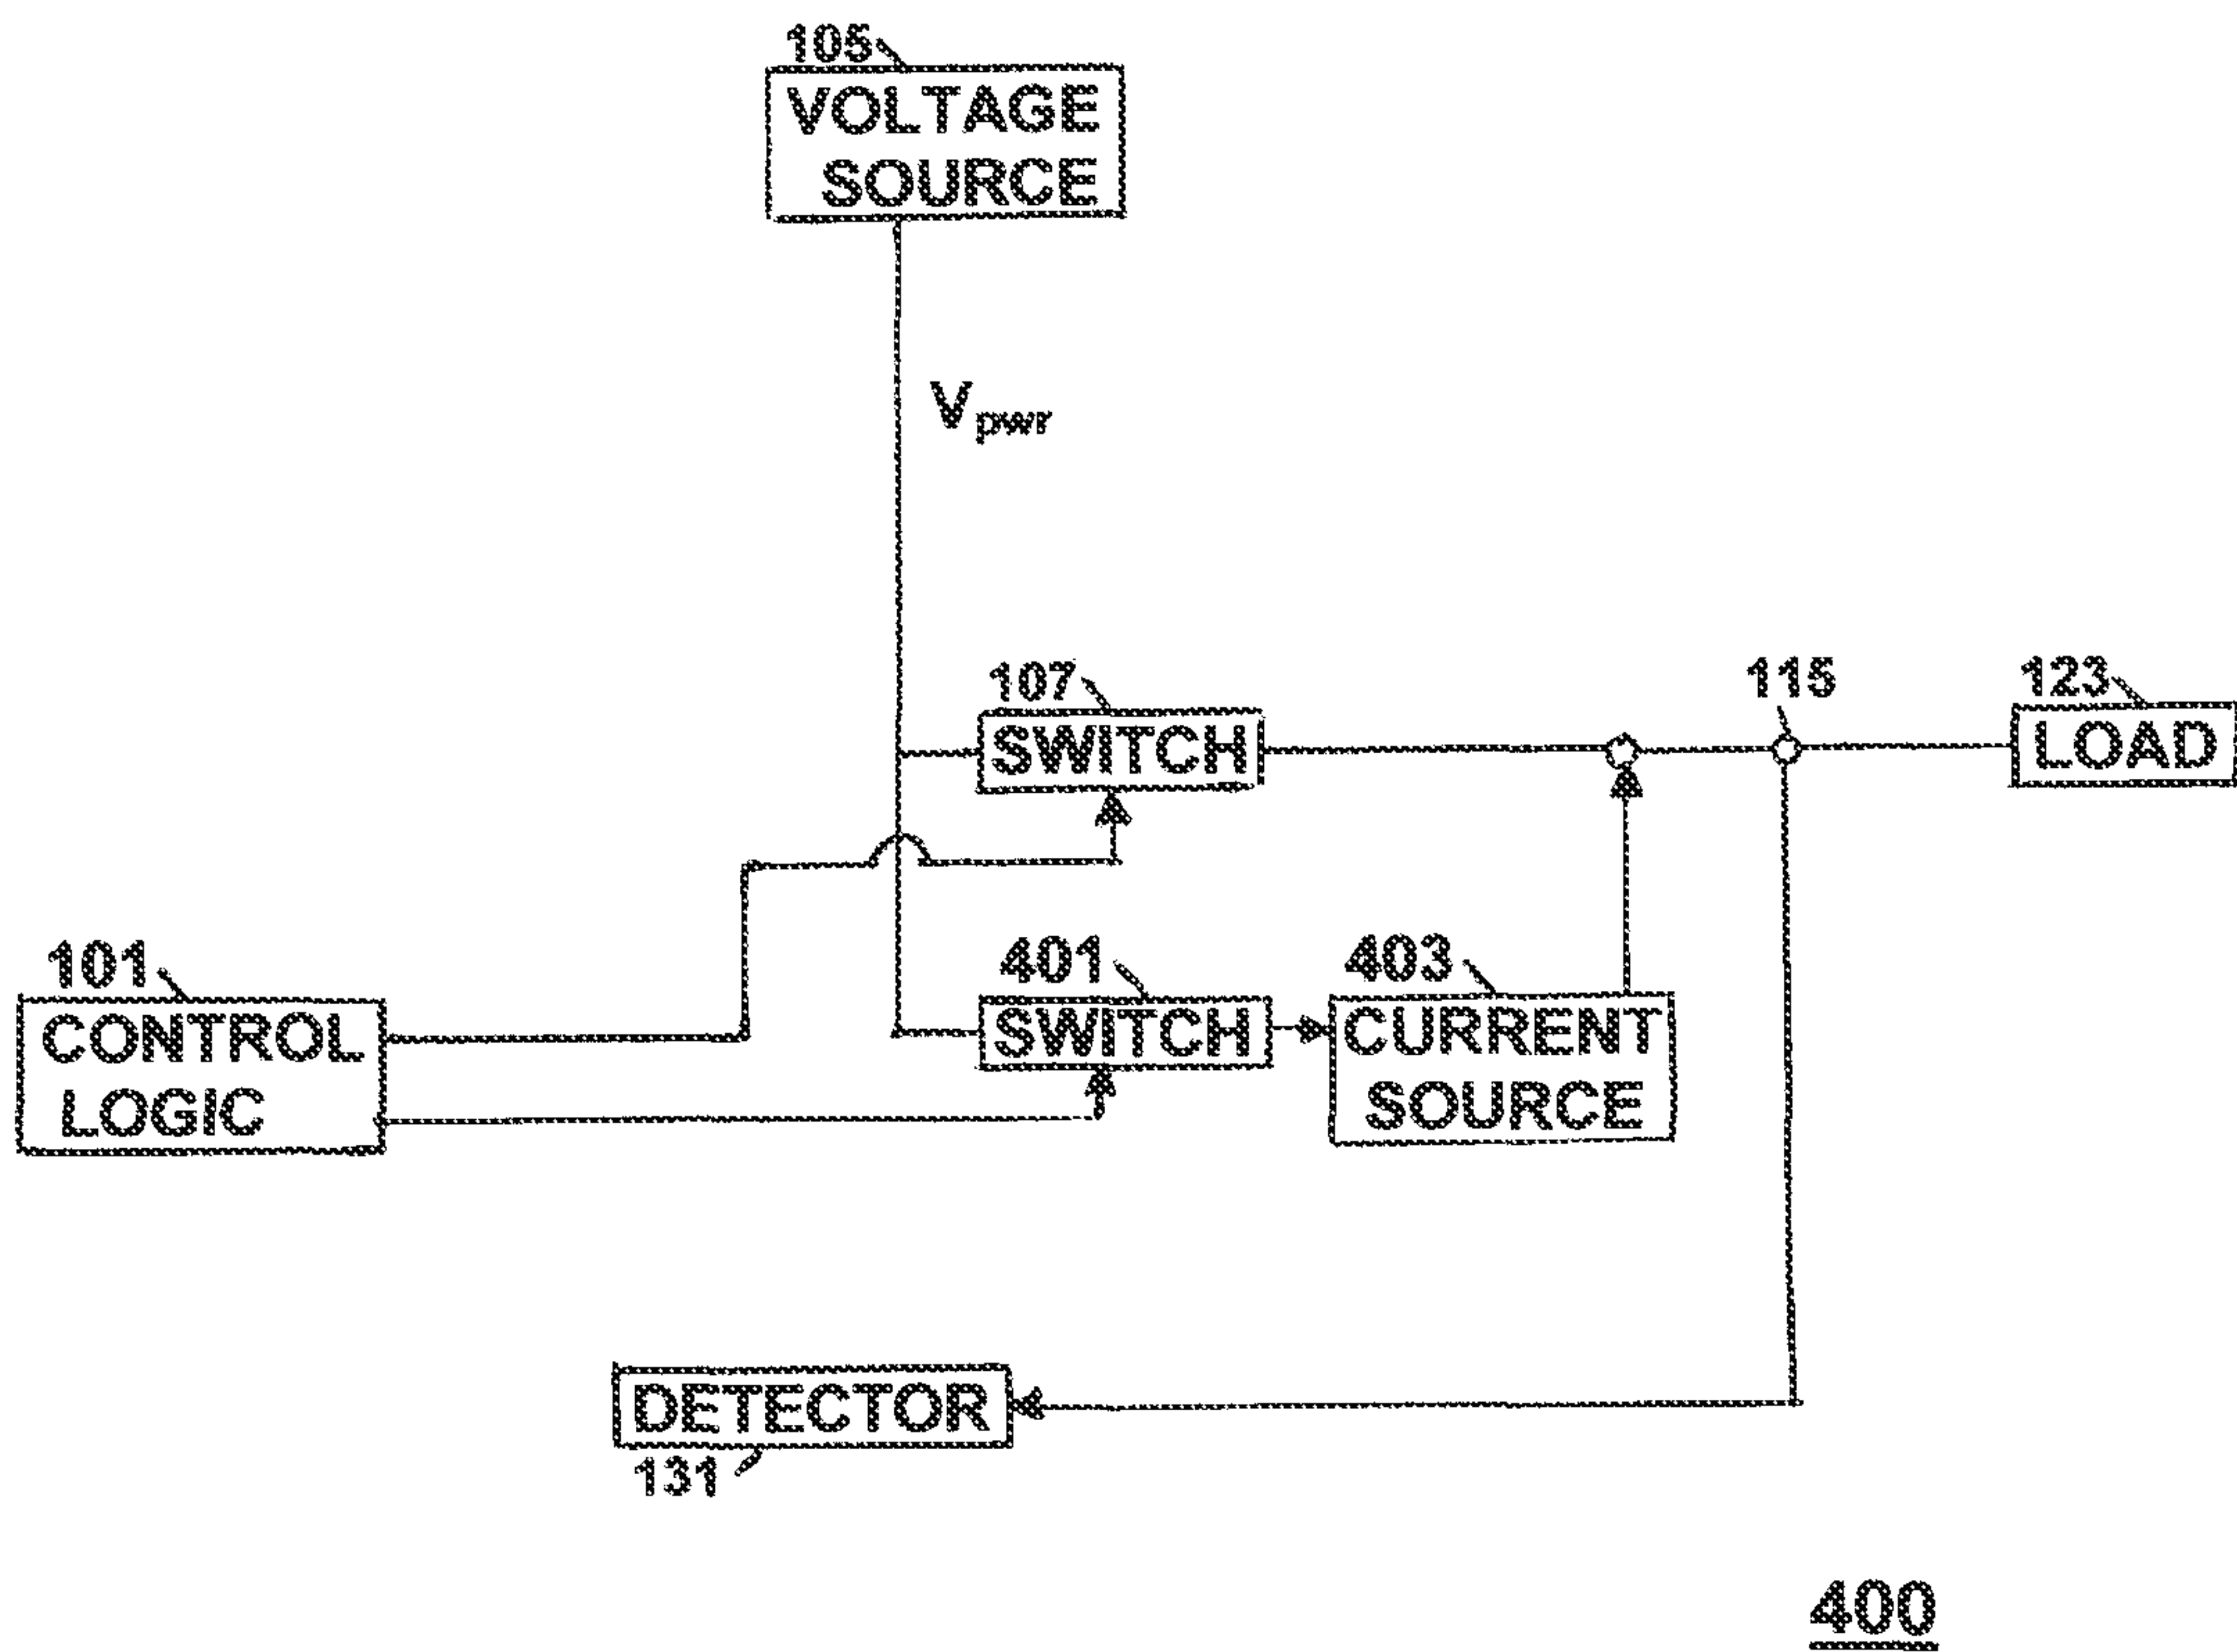 105
VOLTAGE
SOURCE
Vpwr
107
SWITCH
115
123
LOAD
101
CONTROL
LOGIC
401
SWITCH
403
CURRENT
SOURCE
DETECTOR
131
400